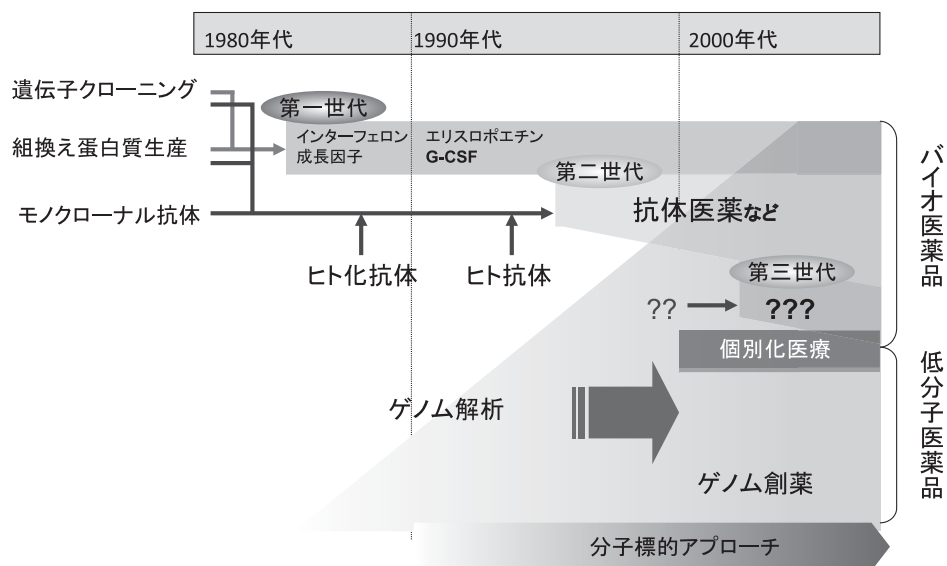 1980年代
1990年代
2000年代
遺伝子クローニング
第一世代
組換え蛋白質生産
インターフェロン
成長因子
エリスロポエチン
G-CSF
第二世代
モノクローナル抗体
抗体医薬など
ヒト化抗体
ヒト抗体
第三世代
??
???
個別化医療
ゲノム解析
ゲノム創薬
分子標的アプローチ
バイオ医薬品
低分子医薬品